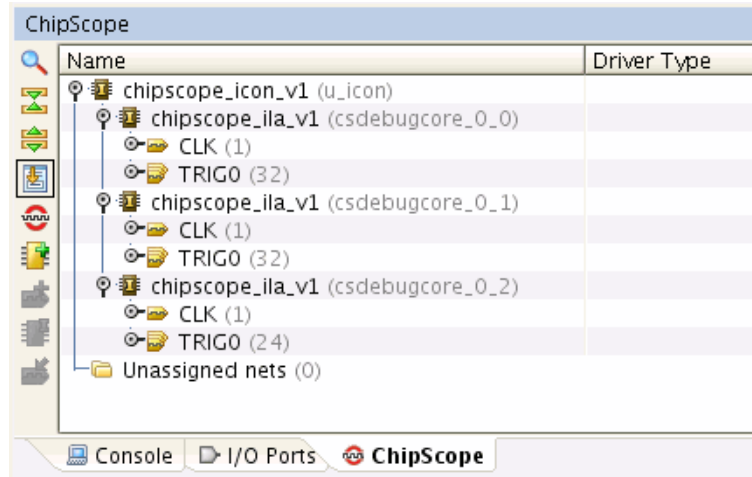 ChipScope
Name Driver Type
chipscope_icon_v1 (u_icon)
chipscope_ila_v1 (csdebugcore_0_0)
CLK (1)
TRIG0 (32)
chipscope_ila_v1 (csdebugcore_0_1)
CLK (1)
TRIG0 (32)
chipscope_ila_v1 (csdebugcore_0_2)
CLK (1)
TRIG0 (24)
Unassigned nets (0)
Console I/O Ports ChipScope